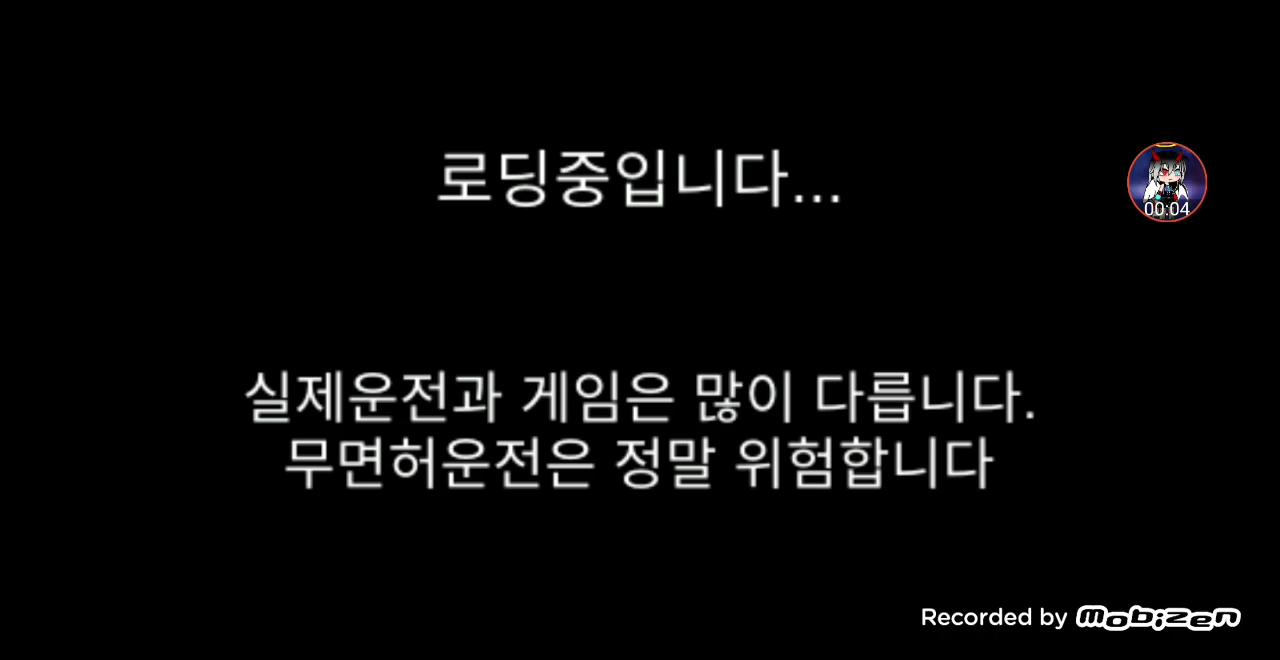 로딩중입니다...
00:04
실제운전과 게임은 많이 다릅니다.
무면허운전은 정말 위험합니다
Recorded by mobizen